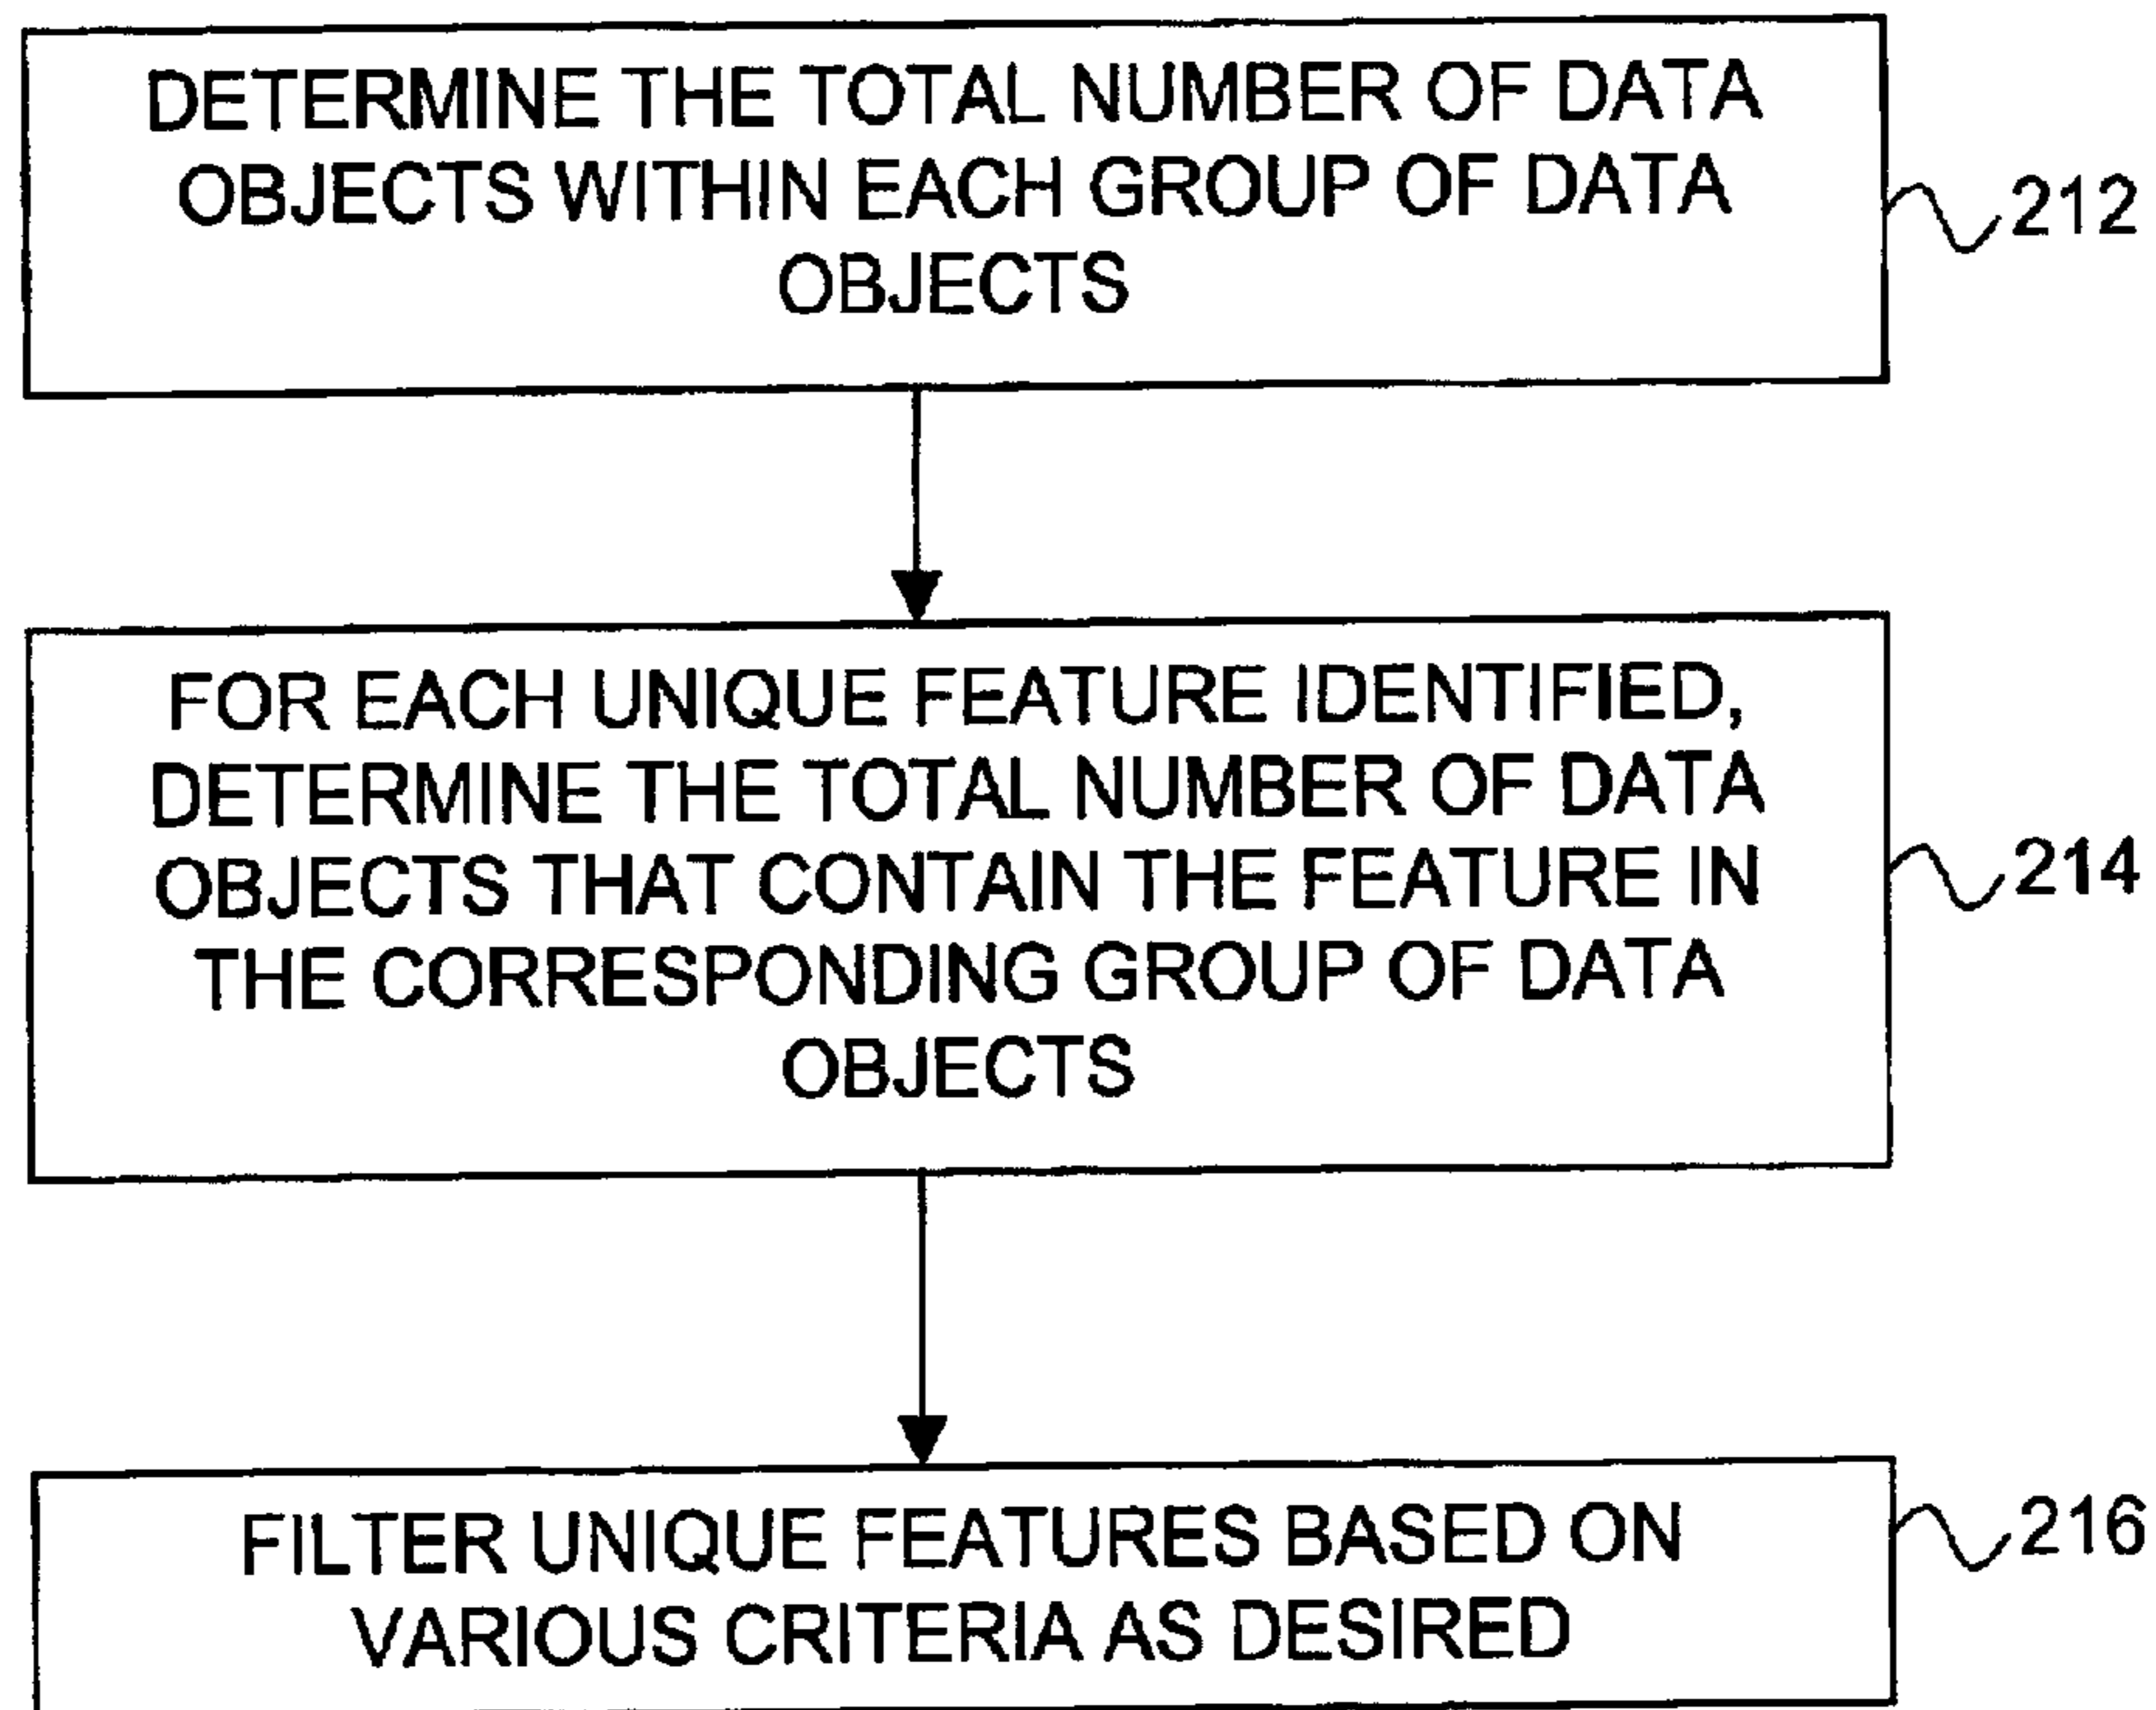 DETERMINE THE TOTAL NUMBER OF DATA
OBJECTS WITHIN EACH GROUP OF DATA
OBJECTS
212
FOR EACH UNIQUE FEATURE IDENTIFIED,
DETERMINE THE TOTAL NUMBER OF DATA
OBJECTS THAT CONTAIN THE FEATURE IN
THE CORRESPONDING GROUP OF DATA
OBJECTS
214
FILTER UNIQUE FEATURES BASED ON
VARIOUS CRITERIA AS DESIRED
216